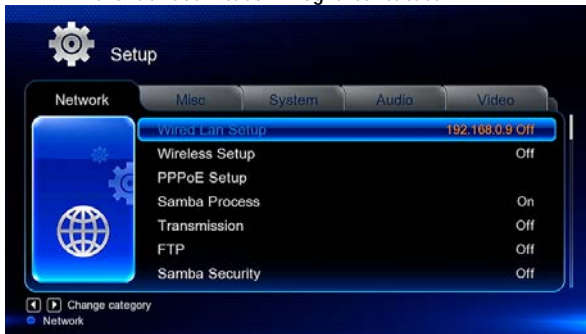 Setup
Network Misc System Audio Video
Wired Lan Setup 192.168.0.9 Off
Wireless Setup Off
PPPoE Setup
Samba Process On
Transmission Off
FTP Off
Samba Security Off
Change category
Network